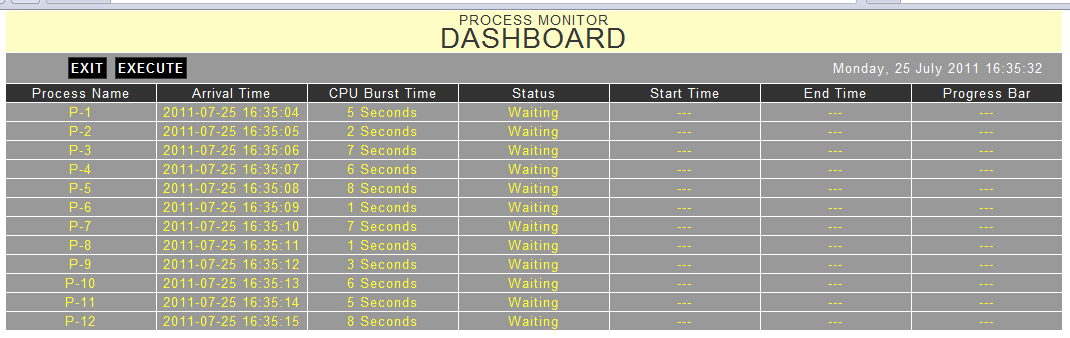 PROCESS MONITOR
DASHBOARD
EXIT EXECUTE Monday, 25 July 2011 16:35:32
Process Name Arrival Time CPU Burst Time Status Start Time End Time Progress Bar
P-1 2011-07-25 16:35:04 5 Seconds Waiting --- --- ---
P-2 2011-07-25 16:35:05 2 Seconds Waiting --- --- ---
P-3 2011-07-25 16:35:06 7 Seconds Waiting --- --- ---
P-4 2011-07-25 16:35:07 6 Seconds Waiting --- --- ---
P-5 2011-07-25 16:35:08 8 Seconds Waiting --- --- ---
P-6 2011-07-25 16:35:09 1 Seconds Waiting --- --- ---
P-7 2011-07-25 16:35:10 7 Seconds Waiting --- --- ---
P-8 2011-07-25 16:35:11 1 Seconds Waiting --- --- ---
P-9 2011-07-25 16:35:12 3 Seconds Waiting --- --- ---
P-10 2011-07-25 16:35:13 6 Seconds Waiting --- --- ---
P-11 2011-07-25 16:35:14 5 Seconds Waiting --- --- ---
P-12 2011-07-25 16:35:15 8 Seconds Waiting --- --- ---